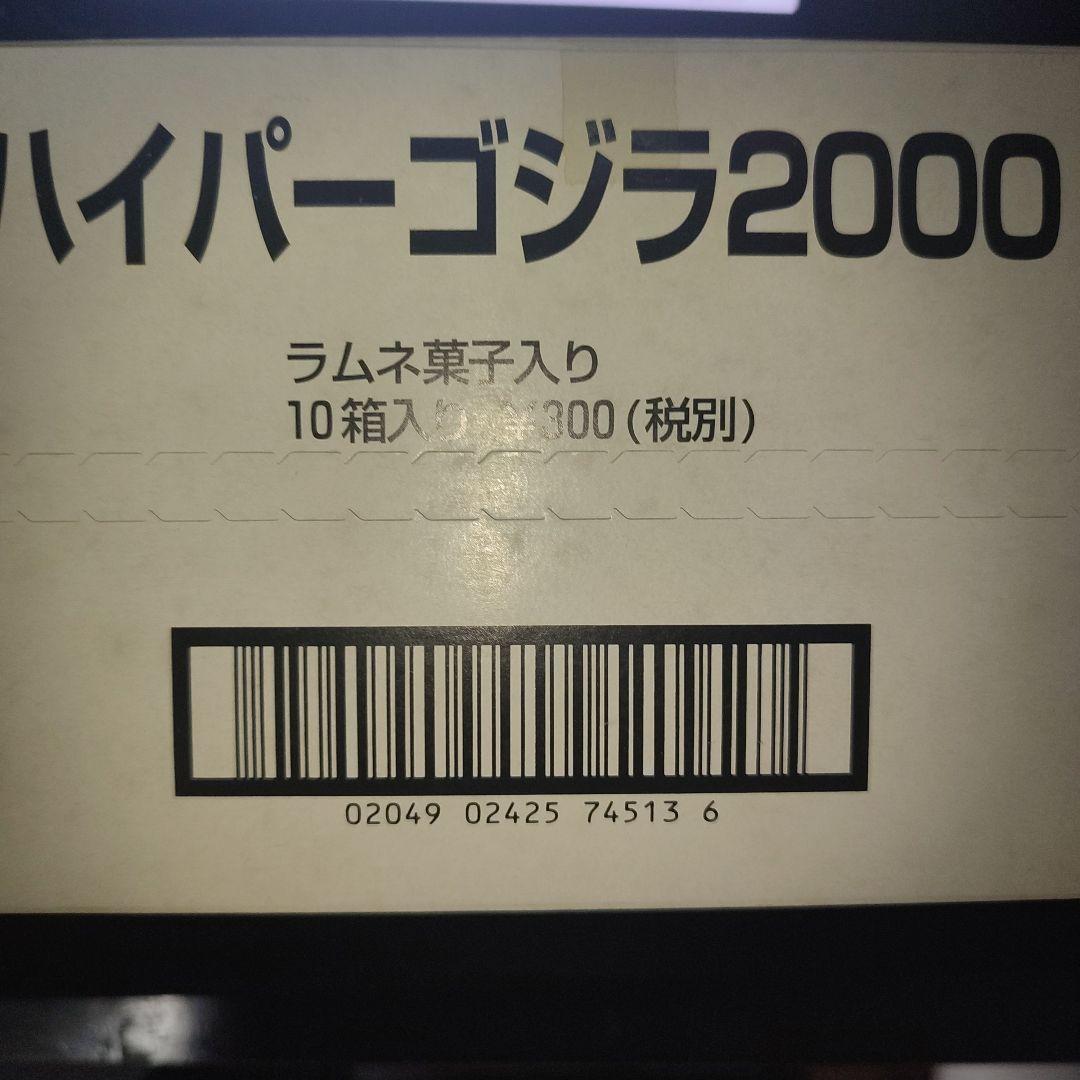 ハイパーゴジラ2000
ラムネ菓子入り
10箱入り ¥300(税別)
02049 02425 74513 6